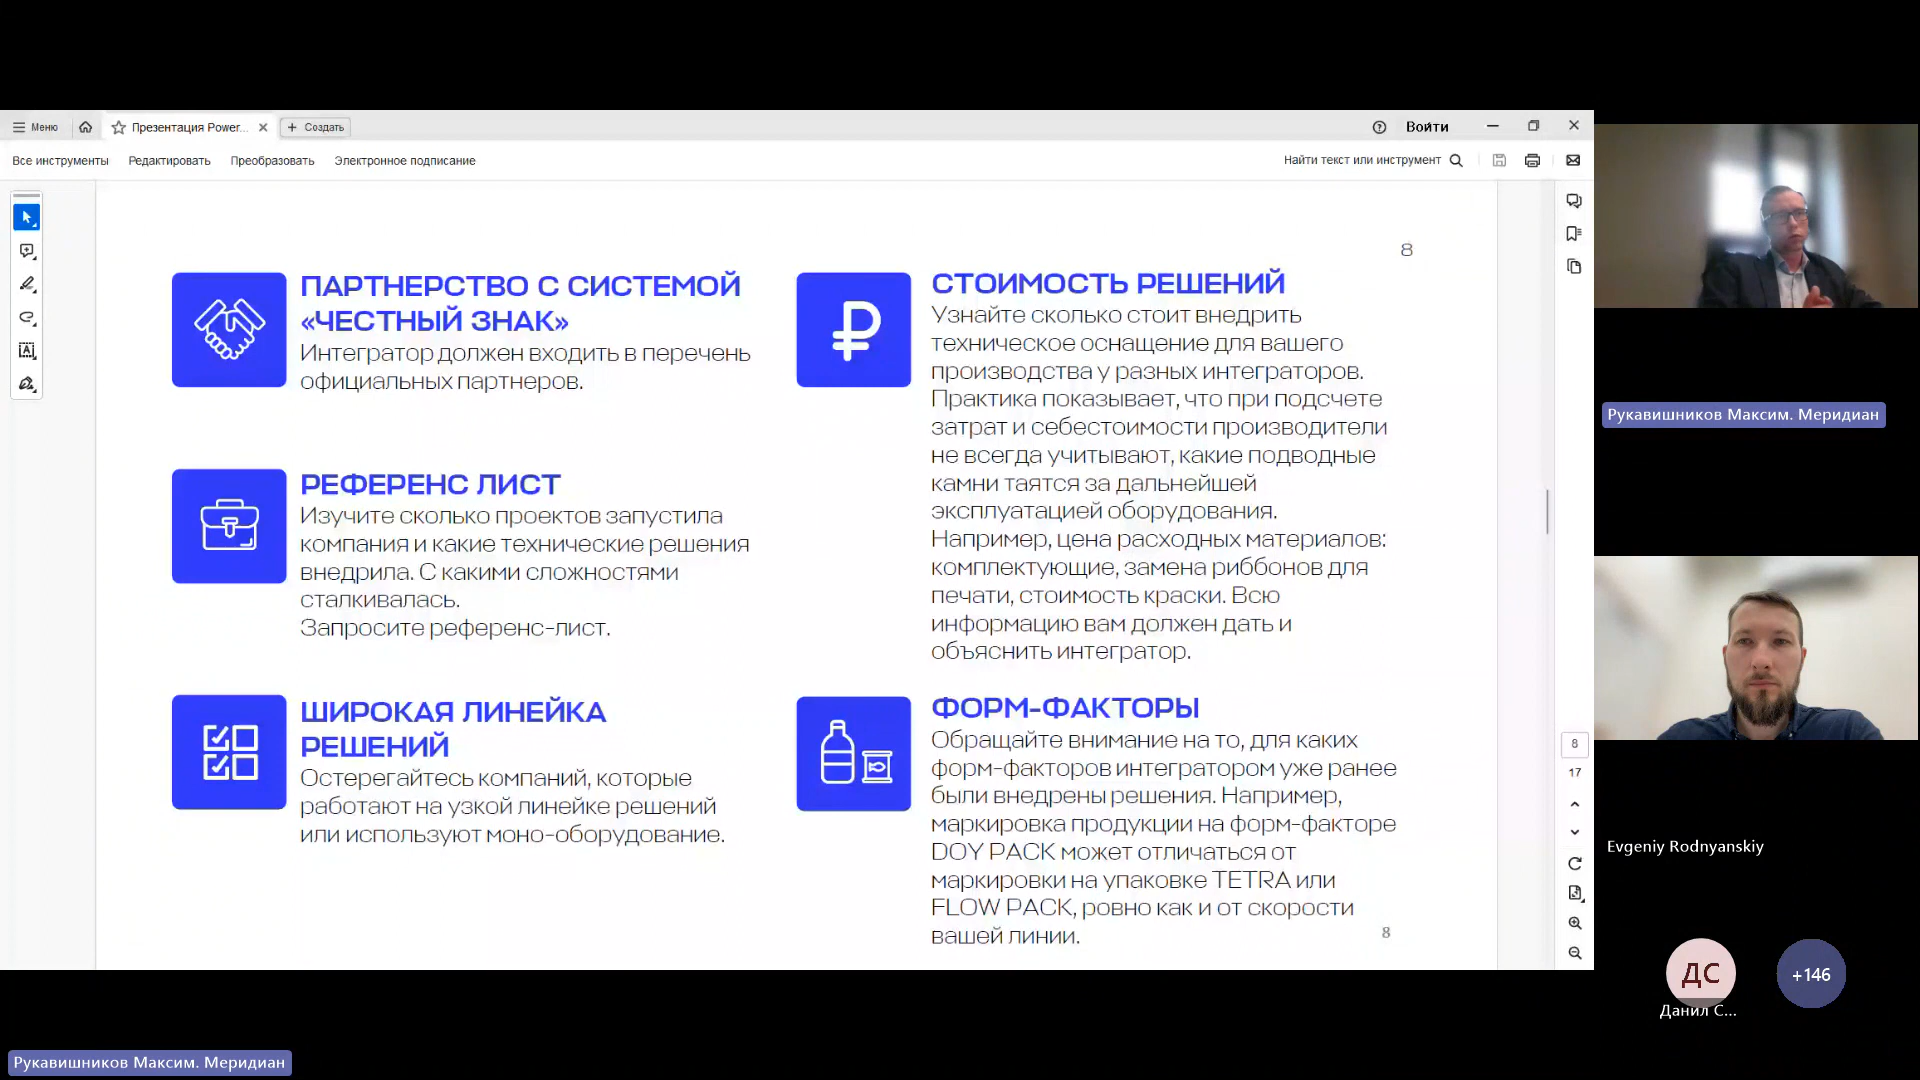 Меню
Презентация Power...
Создать
Войти
Все инструменты
Редактировать
Преобразовать
Электронное подписание
Найти текст или инструмент
8
ПАРТНЕРСТВО С СИСТЕМОЙ
«ЧЕСТНЫЙ ЗНАК»
Интегратор должен входить в перечень
официальных партнеров.
РЕФЕРЕНС ЛИСТ
Изучите сколько проектов запустила
компания и какие технические решения
внедрила. С какими сложностями
сталкивалась.
Запросите референс-лист.
ШИРОКАЯ ЛИНЕЙКА
РЕШЕНИЙ
Остерегайтесь компаний, которые
работают на узкой линейке решений
или используют моно-оборудование.
СТОИМОСТЬ РЕШЕНИЙ
Узнайте сколько стоит внедрить
техническое оснащение для вашего
производства у разных интеграторов.
Практика показывает, что при подсчете
затрат и себестоимости производители
не всегда учитывают, какие подводные
камни таятся за дальнейшей
эксплуатацией оборудования.
Например, цена расходных материалов:
комплектующие, замена риббонов для
печати, стоимость краски. Всю
информацию вам должен дать и
объяснить интегратор.
ФОРМ-ФАКТОРЫ
Обращайте внимание на то, для каких
форм-факторов интегратором уже ранее
были внедрены решения. Например,
маркировка продукции на форм-факторе
DOY PACK может отличаться от
маркировки на упаковке TETRA или
FLOW PACK, ровно как и от скорости
вашей линии.
8
8
17
Рукавишников Максим. Меридиан
Evgeniy Rodnyanskiy
ДС
Данил С...
+146
Рукавишников Максим. Меридиан